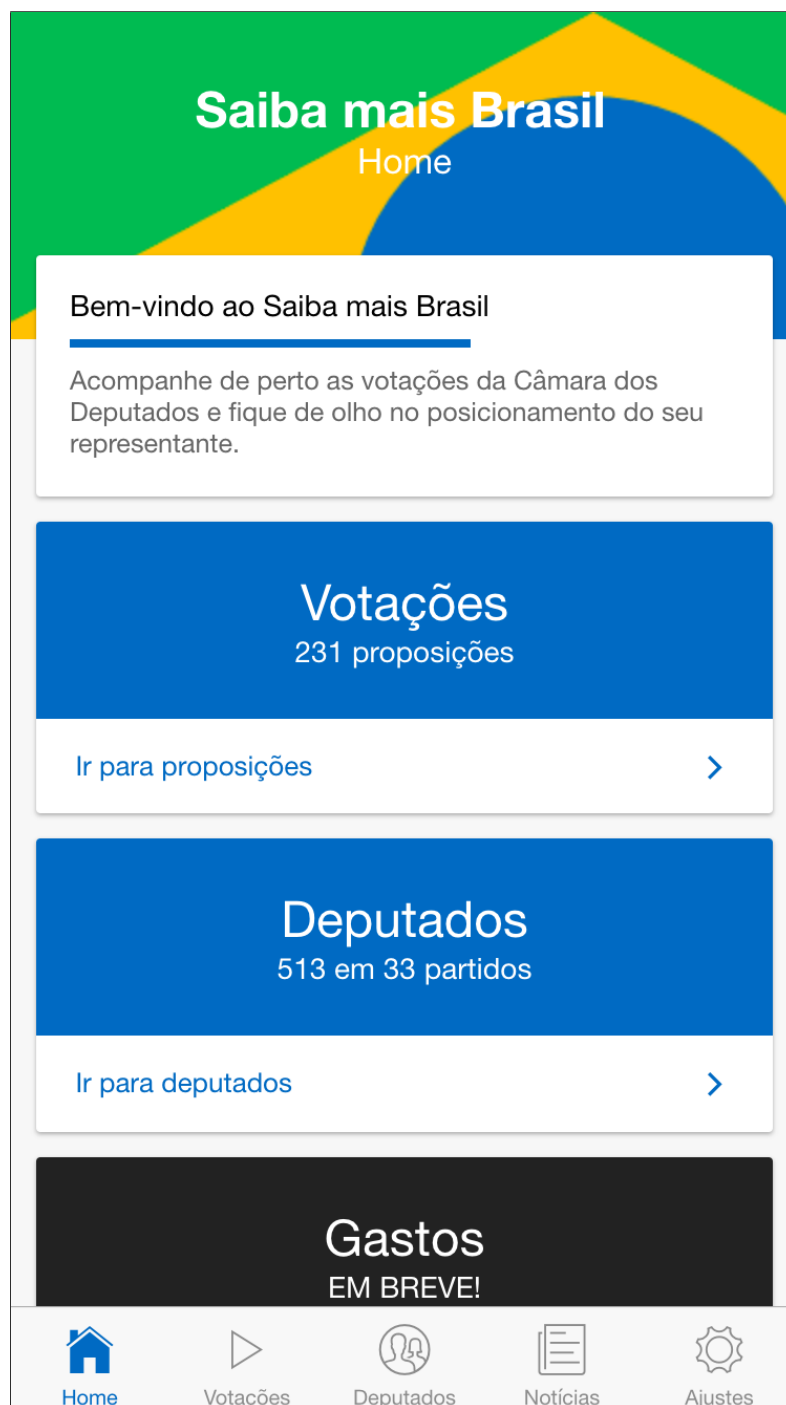 Saiba mais Brasil
Home
Bem-vindo ao Saiba mais Brasil
Acompanhe de perto as votações da Câmara dos
Deputados e fique de olho no posicionamento do seu
representante.
Votações
231 proposições
Ir para proposições
Deputados
513 em 33 partidos
Ir para deputados
Gastos
EM BREVE!
Home Votações Deputados Notícias Ajustes